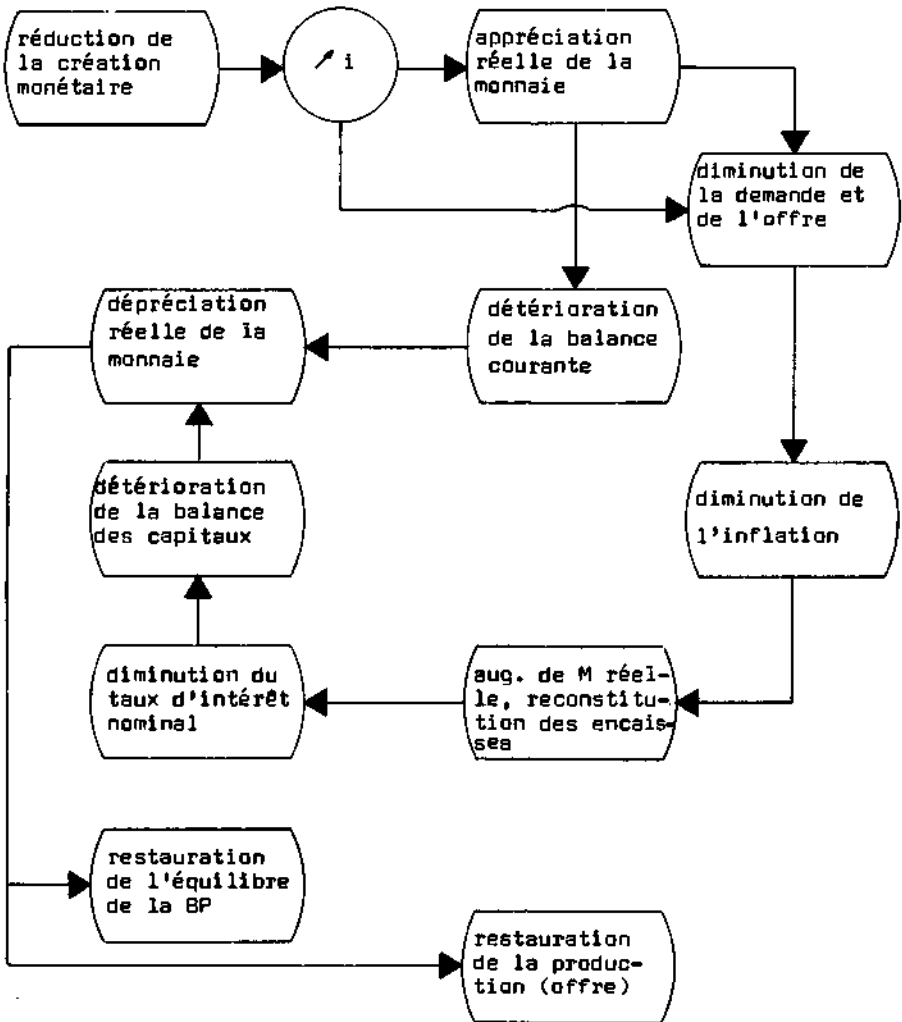 réduction de
la création
monétaire
↗ i
appréciation
réelle de la
monnaie
diminution de
la demande et
de l'offre
dépréciation
réelle de la
monnaie
détérioration
de la balance
courante
détérioration
de la balance
des capitaux
diminution de
l'inflation
diminution du
taux d'intérêt
nominal
aug. de M réel-
le, reconstitu-
tion des encais-
ses
restauration
de l'équilibre
de la BP
restauration
de la produc-
tion (offre)